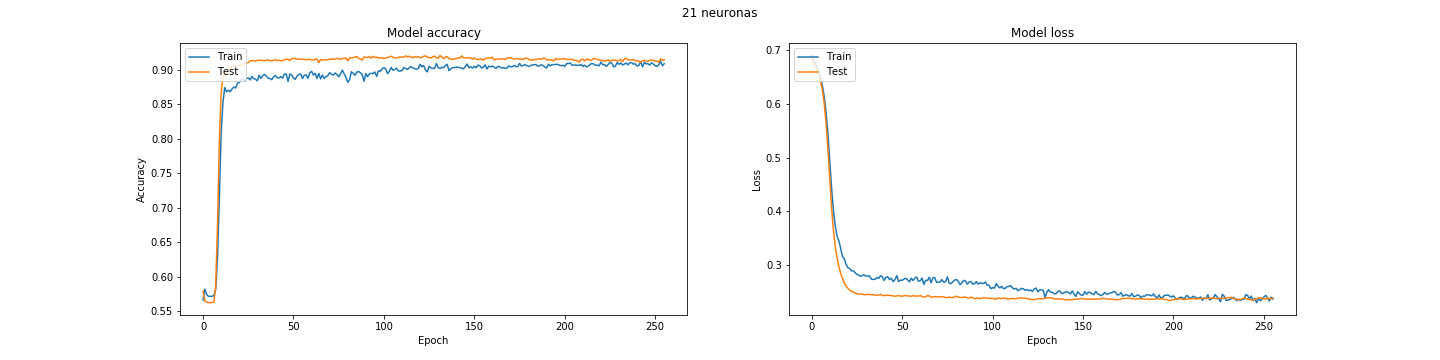 21 neuronas
Model accuracy
Train
Test
0.90
0.85
0.80
0.75
0.70
0.65
0.60
0.55
Accuracy
0 50 100 150 200 250
Epoch
Model loss
Train
Test
0.7
0.6
0.5
0.4
0.3
Loss
0 50 100 150 200 250
Epoch